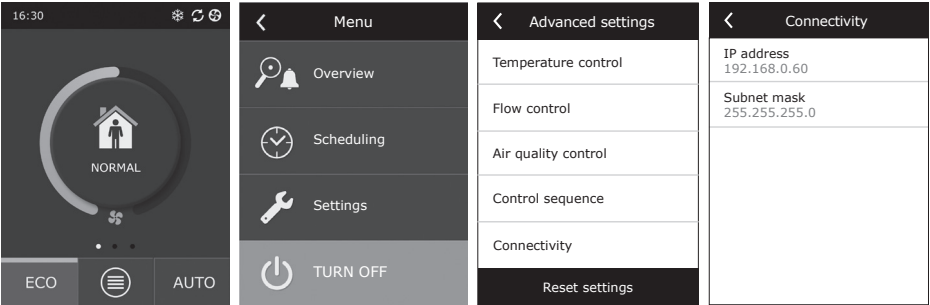 16:30
NORMAL
ECO
AUTO
Menu
Overview
Scheduling
Settings
TURN OFF
Advanced settings
Temperature control
Flow control
Air quality control
Control sequence
Connectivity
Reset settings
Connectivity
IP address
192.168.0.60
Subnet mask
255.255.255.0